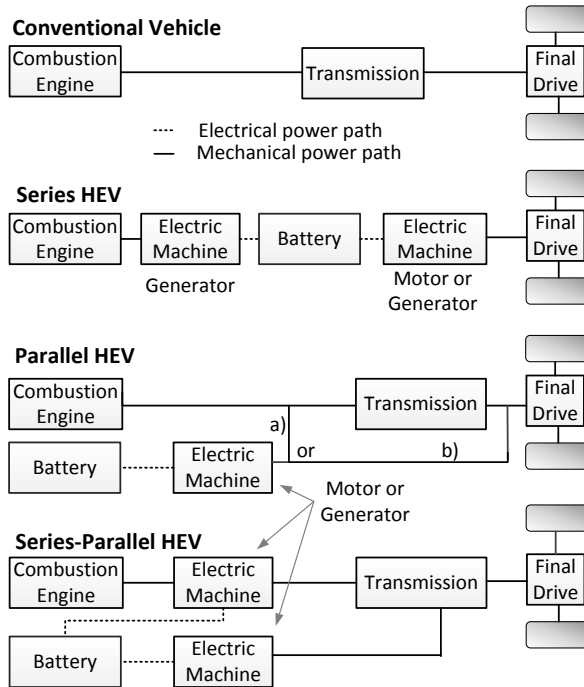 Conventional Vehicle
Combustion
Engine
Transmission
Final
Drive
Electrical power path
Mechanical power path
Series HEV
Combustion
Engine
Electric
Machine
Battery
Electric
Machine
Final
Drive
Generator
Motor or
Generator
Parallel HEV
Combustion
Engine
Transmission
Final
Drive
a)
or
b)
Battery
Electric
Machine
Motor or
Generator
Series-Parallel HEV
Combustion
Engine
Electric
Machine
Transmission
Final
Drive
Battery
Electric
Machine